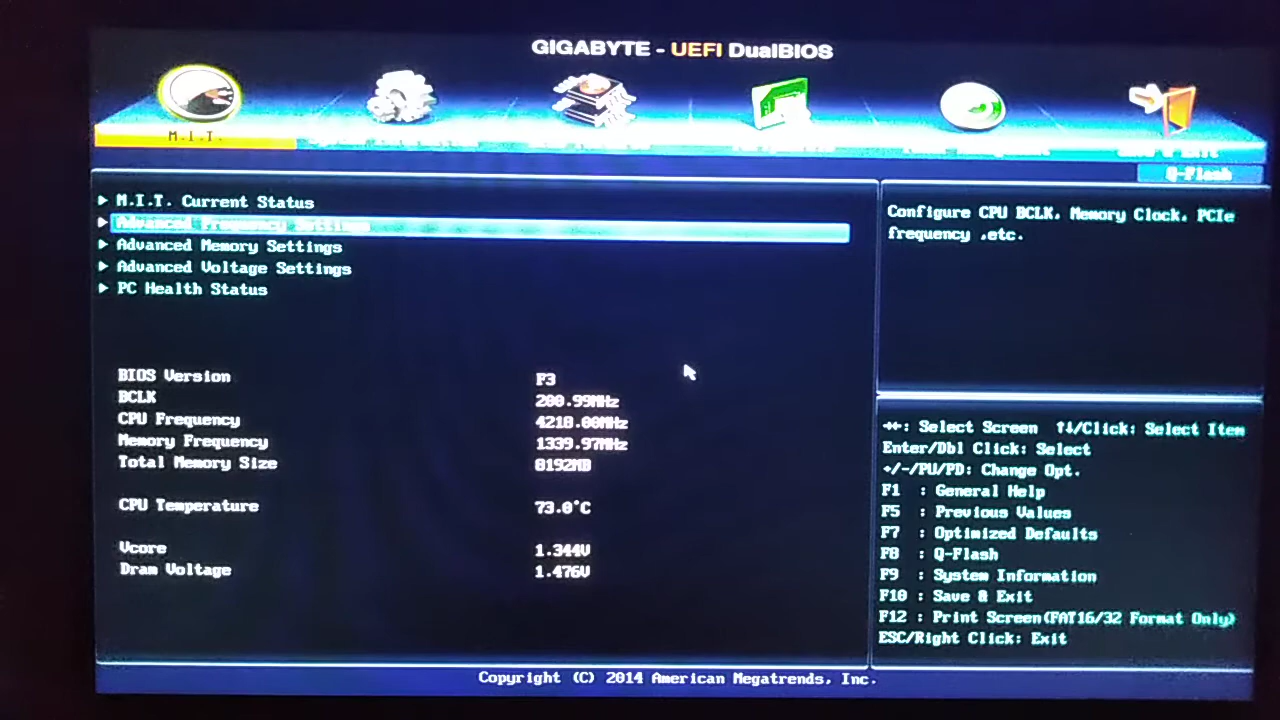 GIGABYTE - UEFI DualBIOS
M.I.T.
Q-Flash
M.I.T. Current Status
Advanced Frequency Settings
Advanced Memory Settings
Advanced Voltage Settings
PC Health Status
Configure CPU BCLK, Memory Clock, PCIe
frequency ,etc.
BIOS Version F3
BCLK 200.99MHz
CPU Frequency 4218.00MHz
Memory Frequency 1339.97MHz
Total Memory Size 8192MB
CPU Temperature 73.0°C
Vcore 1.344V
Dram Voltage 1.476V
→←: Select Screen ↑↓/Click: Select Item
Enter/Dbl Click: Select
+/-/PU/PD: Change Opt.
F1 : General Help
F5 : Previous Values
F7 : Optimized Defaults
F8 : Q-Flash
F9 : System Information
F10 : Save & Exit
F12 : Print Screen(FAT16/32 Format Only)
ESC/Right Click: Exit
Copyright (C) 2014 American Megatrends, Inc.